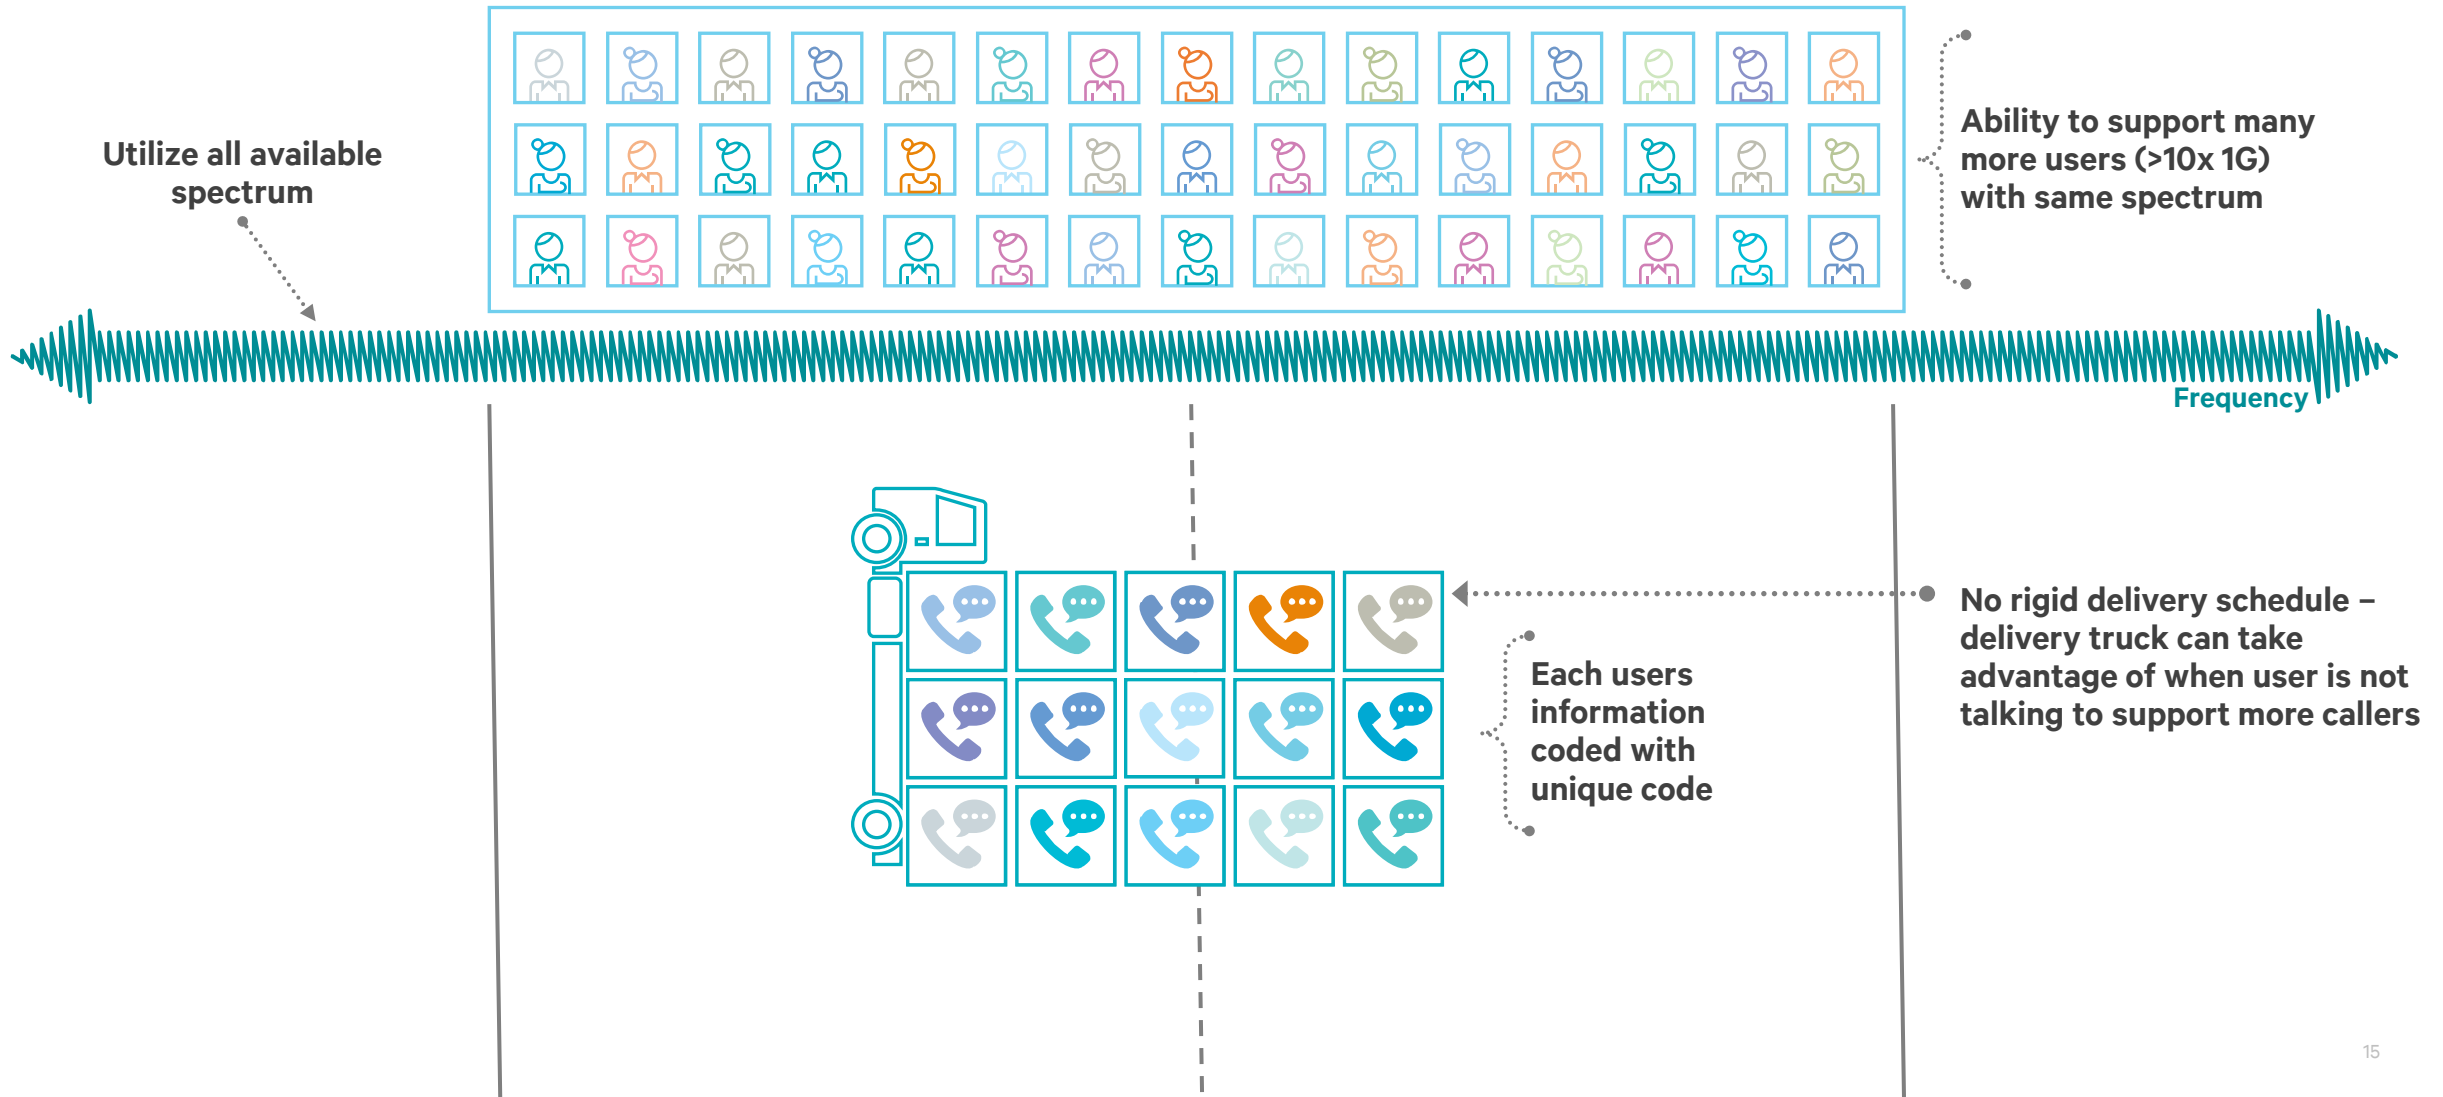 Utilize all available
spectrum
Ability to support many
more users (>10x 1G)
with same spectrum
Frequency
No rigid delivery schedule –
delivery truck can take
advantage of when user is not
talking to support more callers
Each users
information
coded with
unique code
15